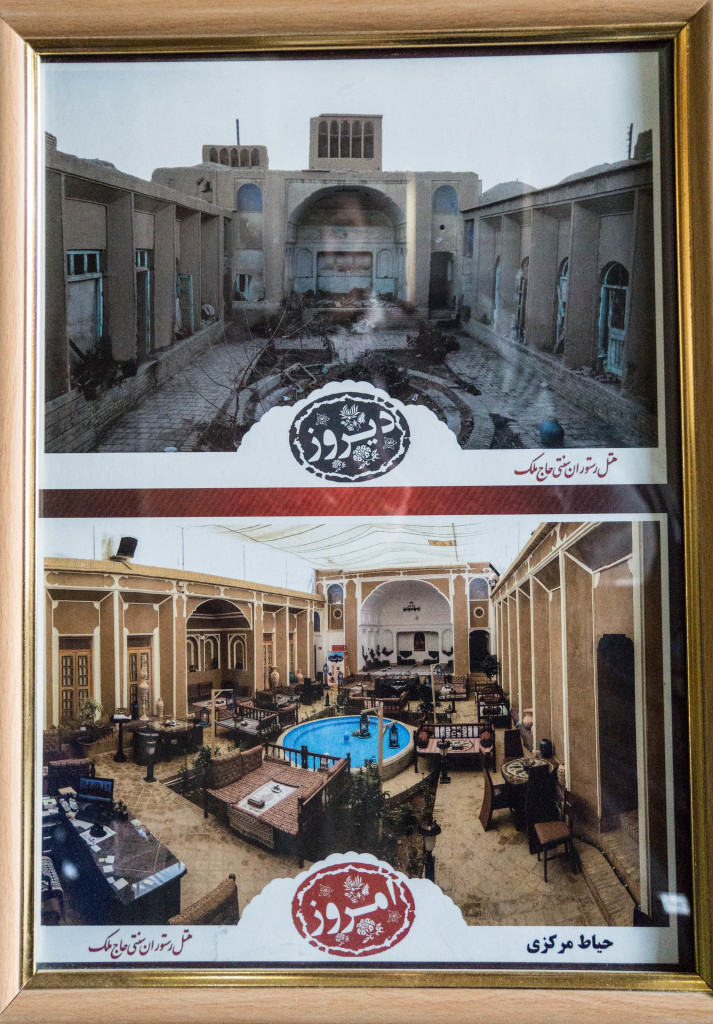 دیروز
هتل رستوران سنتی حاج ملک
امروز
حیاط مرکزی
هتل رستوران سنتی حاج ملک